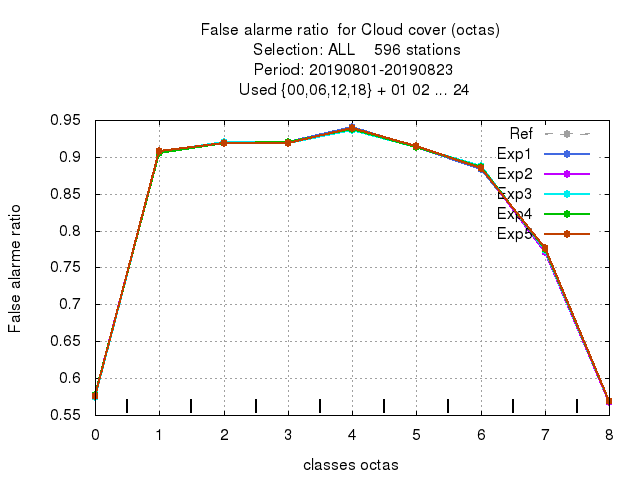 False alarme ratio  for Cloud cover (octas)
Selection: ALL    596 stations
Period: 20190801-20190823
Used {00,06,12,18} + 01 02 ... 24
Ref
Exp1
Exp2
Exp3
Exp4
Exp5
False alarme ratio
0.95
0.9
0.85
0.8
0.75
0.7
0.65
0.6
0.55
0 1 2 3 4 5 6 7 8
classes octas